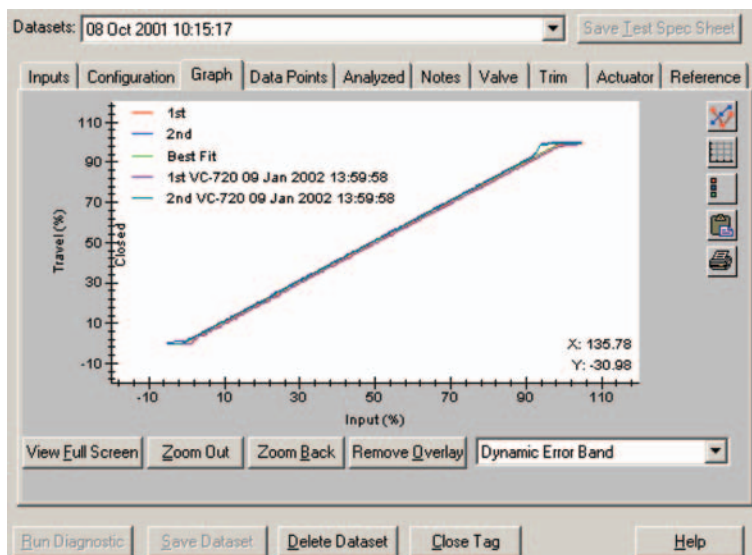 Datasets: 08 Oct 2001 10:15:17 Save Test Spec Sheet
Inputs Configuration Graph Data Points Analyzed Notes Valve Trim Actuator Reference
1st
2nd
Best Fit
1st VC-720 09 Jan 2002 13:59:58
2nd VC-720 09 Jan 2002 13:59:58
Travel (%)
Closed
110
90
70
50
30
10
-10
X: 135.78
Y: -30.98
-10 10 30 50 70 90 110
Input (%)
View Full Screen Zoom Out Zoom Back Remove Overlay Dynamic Error Band
Run Diagnostic Save Dataset Delete Dataset Close Tag Help